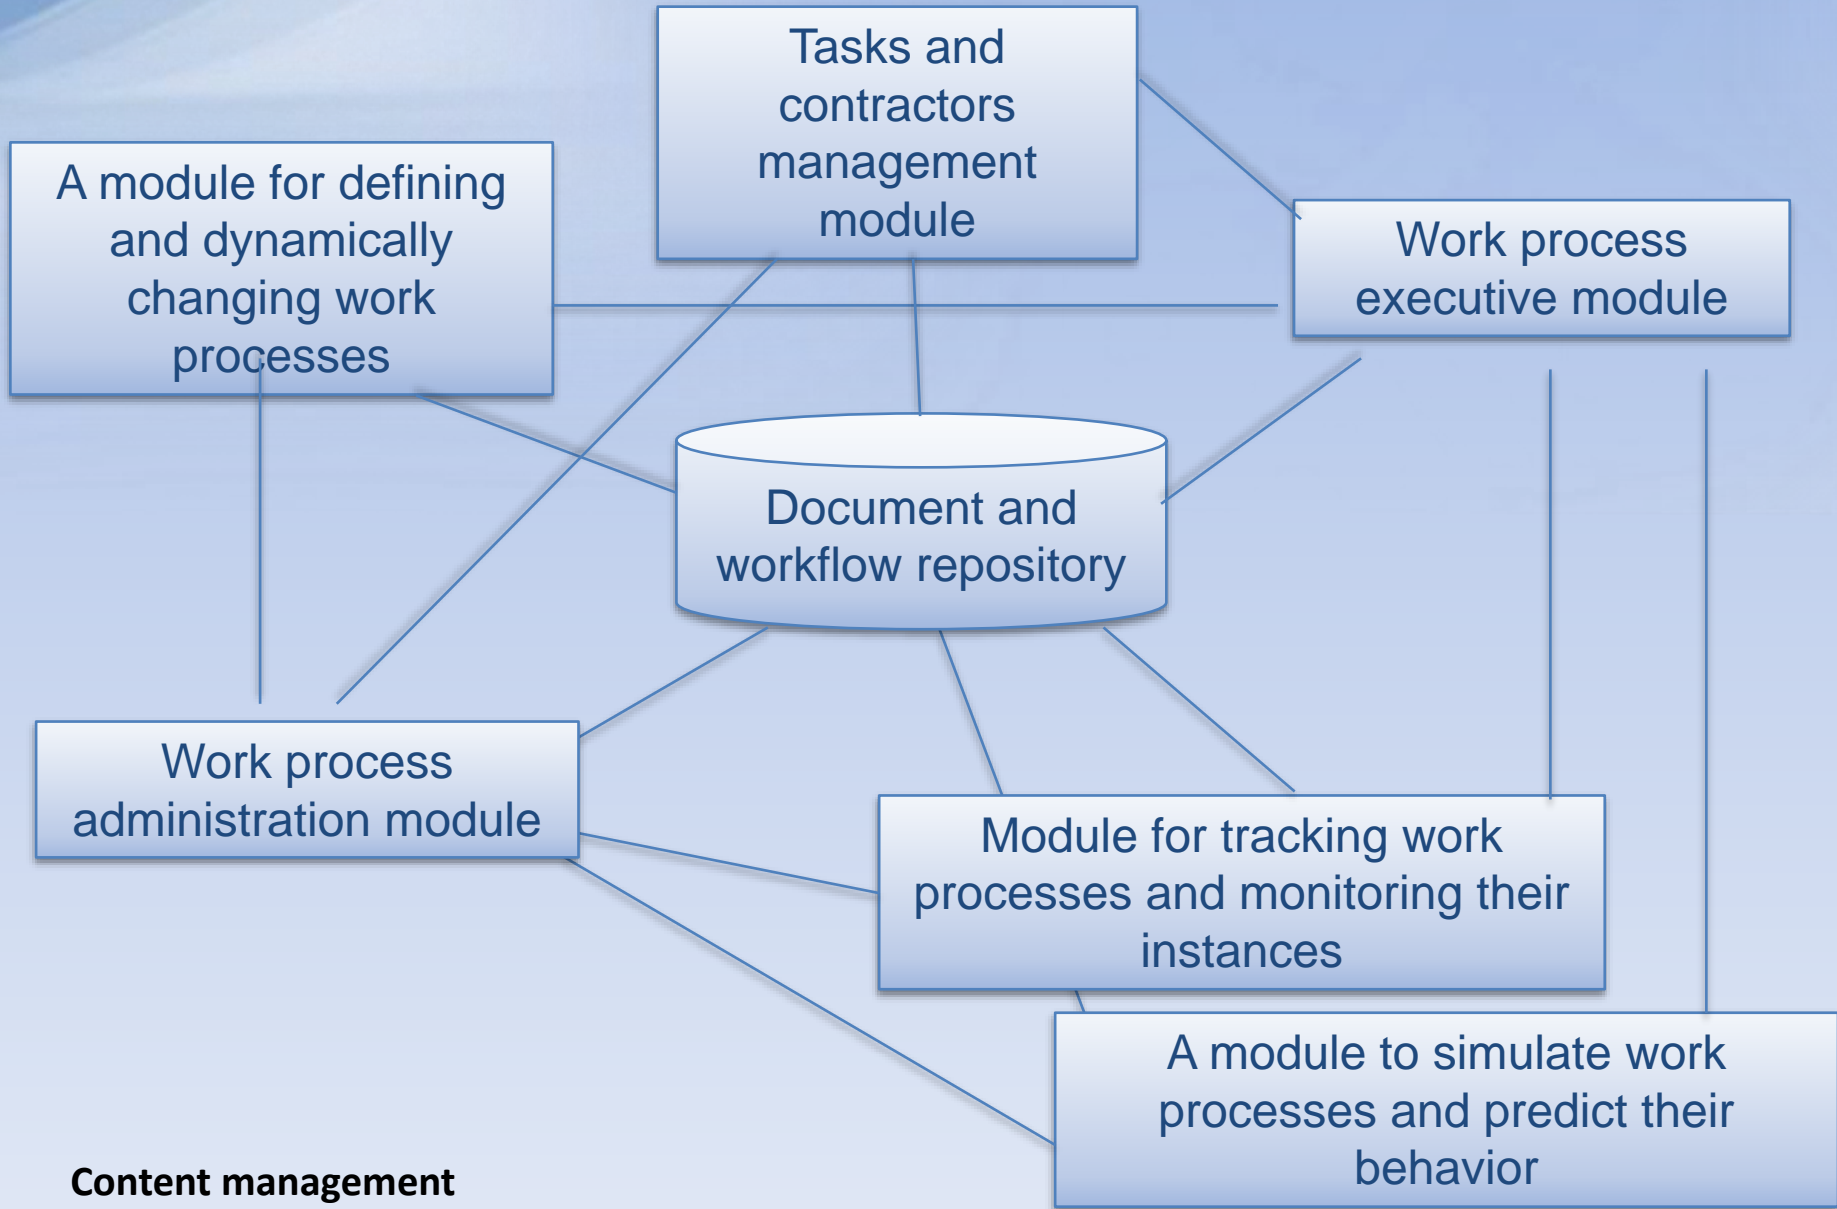 Tasks and
contractors
management
module
A module for defining
and dynamically
changing work
processes
Work process
executive module
Document and
workflow repository
Work process
administration module
Module for tracking work
processes and monitoring their
instances
A module to simulate work
processes and predict their
behavior
Content management